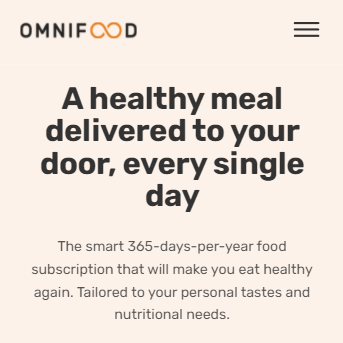 OMNIFOOD
A healthy meal
delivered to your
door, every single
day
The smart 365-days-per-year food
subscription that will make you eat healthy
again. Tailored to your personal tastes and
nutritional needs.